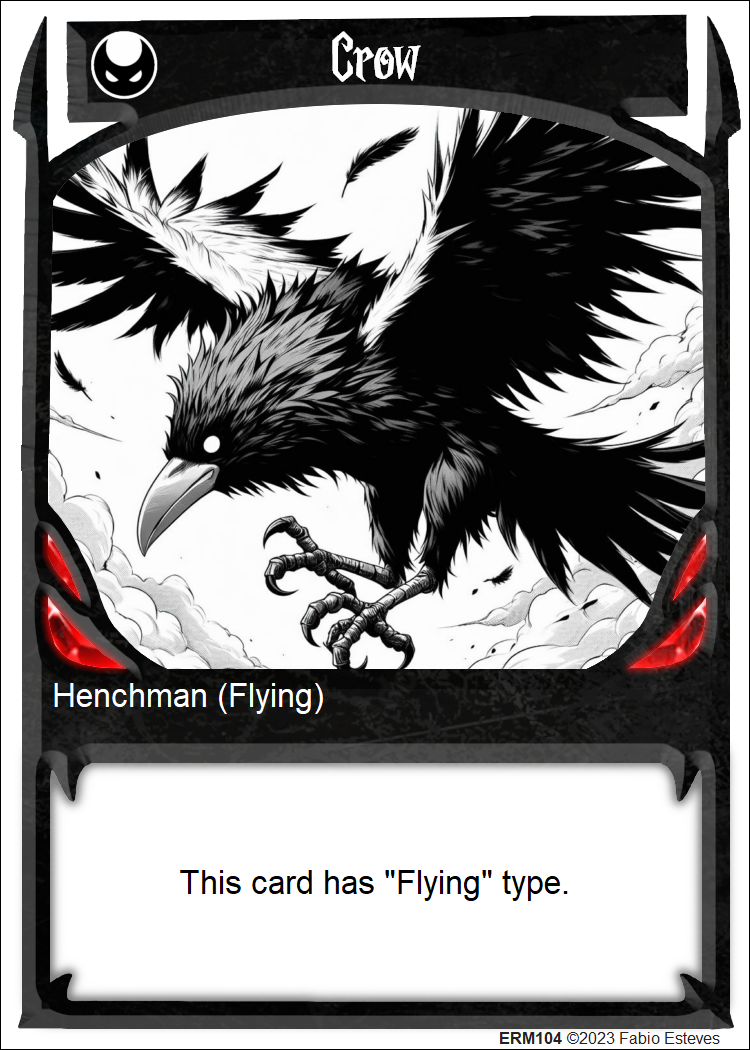 Crow
Henchman (Flying)
This card has "Flying" type.
ERM104 ©2023 Fabio Esteves